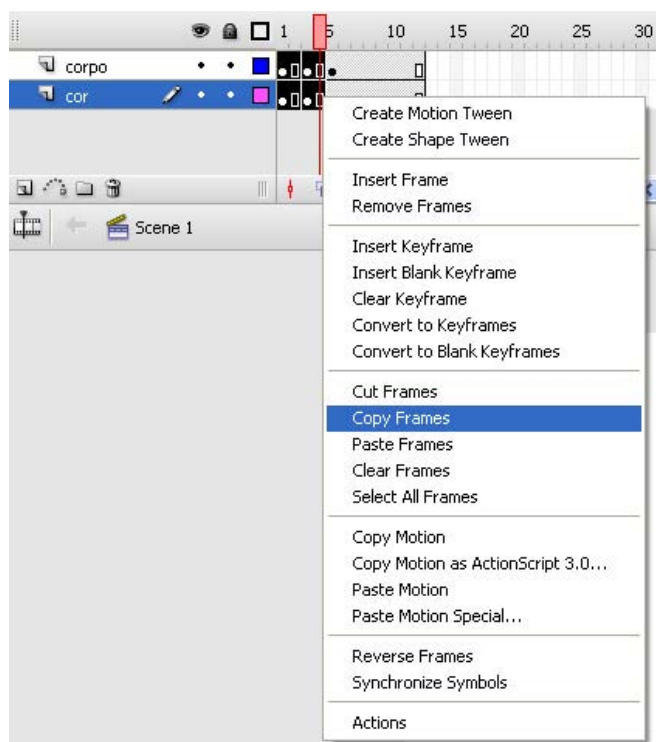 1 5 10 15 20 25 30
corpo
cor
Scene 1
Create Motion Tween
Create Shape Tween
Insert Frame
Remove Frames
Insert Keyframe
Insert Blank Keyframe
Clear Keyframe
Convert to Keyframes
Convert to Blank Keyframes
Cut Frames
Copy Frames
Paste Frames
Clear Frames
Select All Frames
Copy Motion
Copy Motion as ActionScript 3.0...
Paste Motion
Paste Motion Special...
Reverse Frames
Synchronize Symbols
Actions